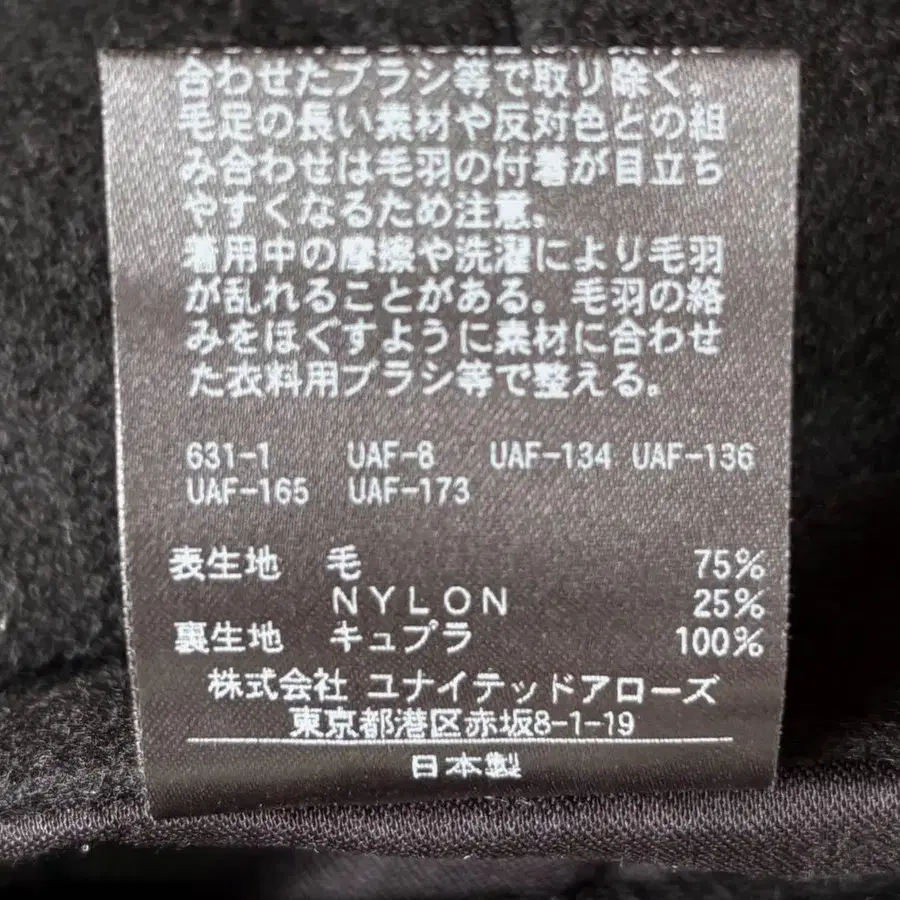 合わせたブラシ等で取り除く。
毛足の長い素材や反対色との組
み合わせは毛羽の付着が目立ち
やすくなるため注意。
着用中の摩擦や洗濯により毛羽
が乱れることがある。毛羽の絡
みをほぐすように素材に合わせ
た衣料用ブラシ等で整える。
631-1 UAF-8 UAF-134 UAF-136
UAF-165 UAF-173
表生地 毛 75%
NYLON 25%
裏生地 キュプラ 100%
株式会社 ユナイテッドアローズ
東京都港区赤坂8-1-19
日本製